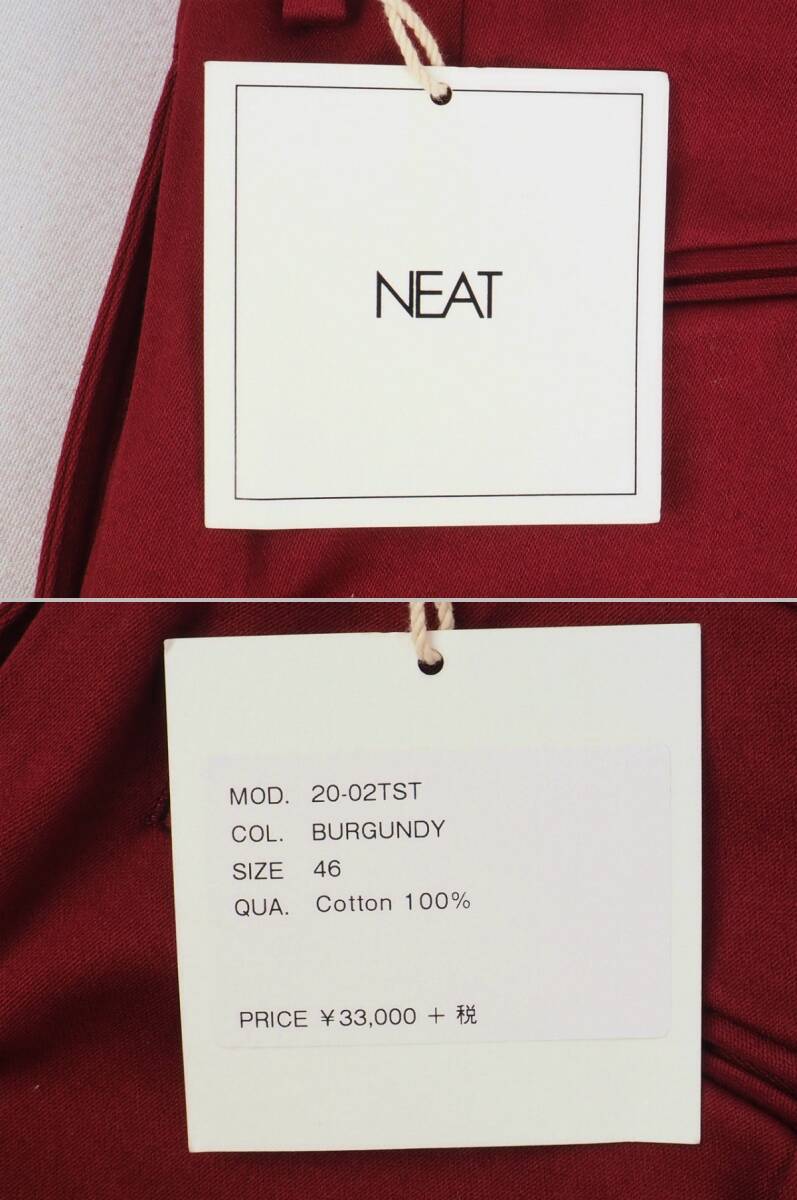 NEAT
MOD. 20-02TST
COL. BURGUNDY
SIZE 46
QUA. Cotton 100%
PRICE ¥33,000 + 税